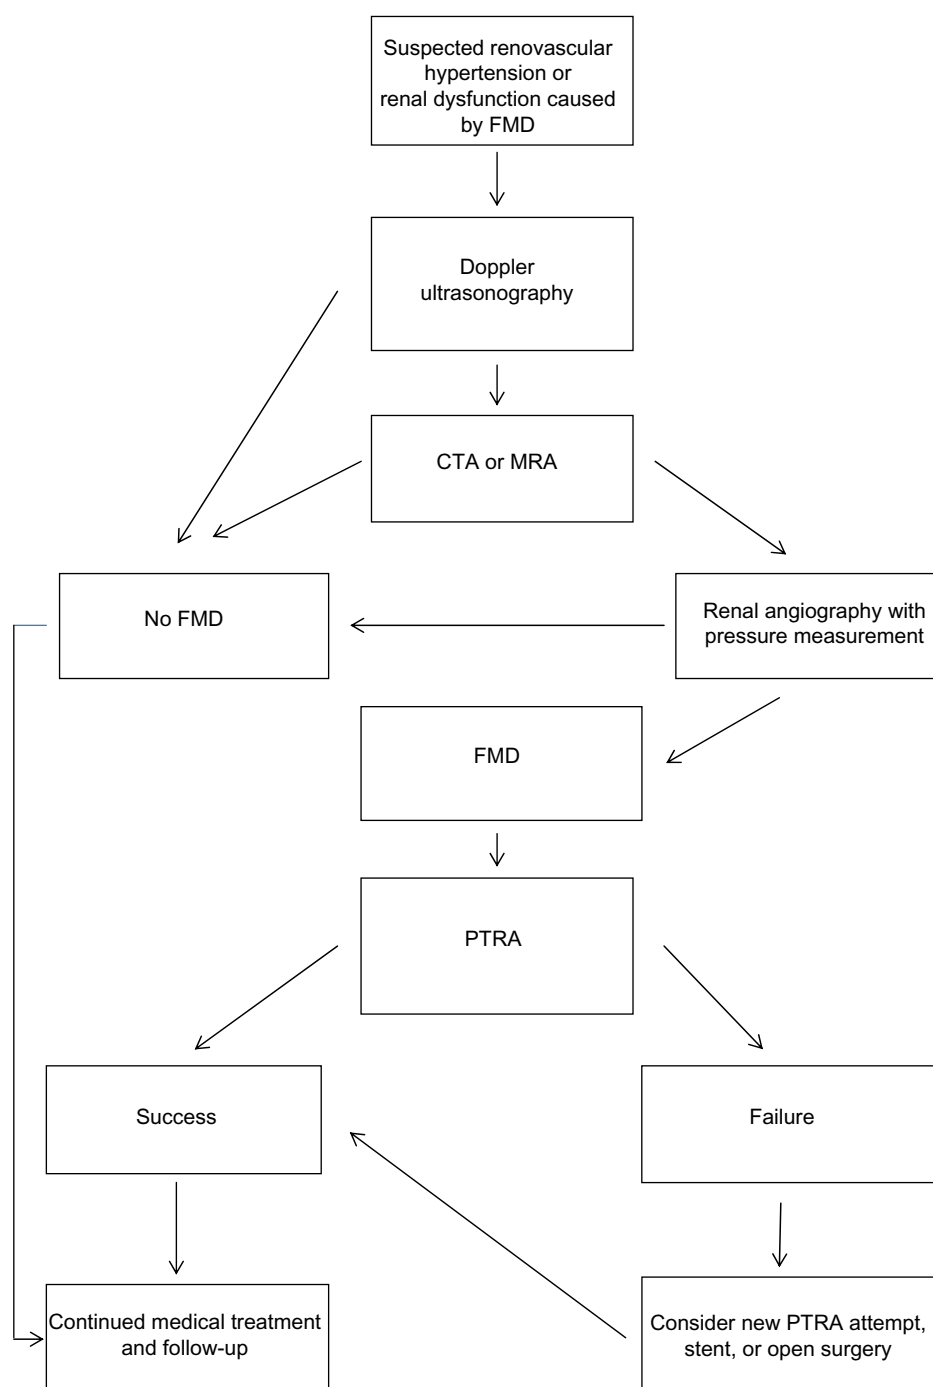 Suspected renovascular
hypertension or
renal dysfunction caused
by FMD
Doppler
ultrasonography
CTA or MRA
No FMD
Renal angiography with
pressure measurement
FMD
PTRA
Success
Failure
Continued medical treatment
and follow-up
Consider new PTRA attempt,
stent, or open surgery